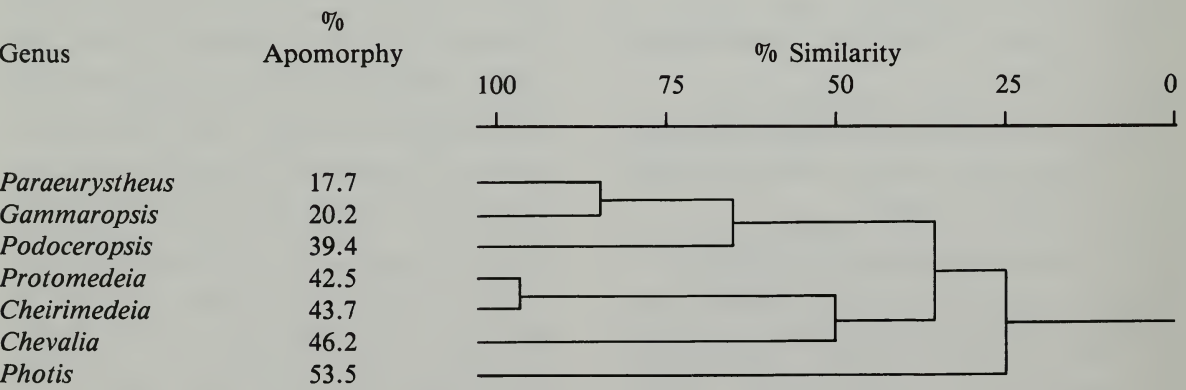 %
Genus Apomorphy % Similarity
100 75 50 25 0
Paraeurystheus 17.7
Gammaropsis 20.2
Podoceropsis 39.4
Protomedeia 42.5
Cheirimedeia 43.7
Chevalia 46.2
Photis 53.5